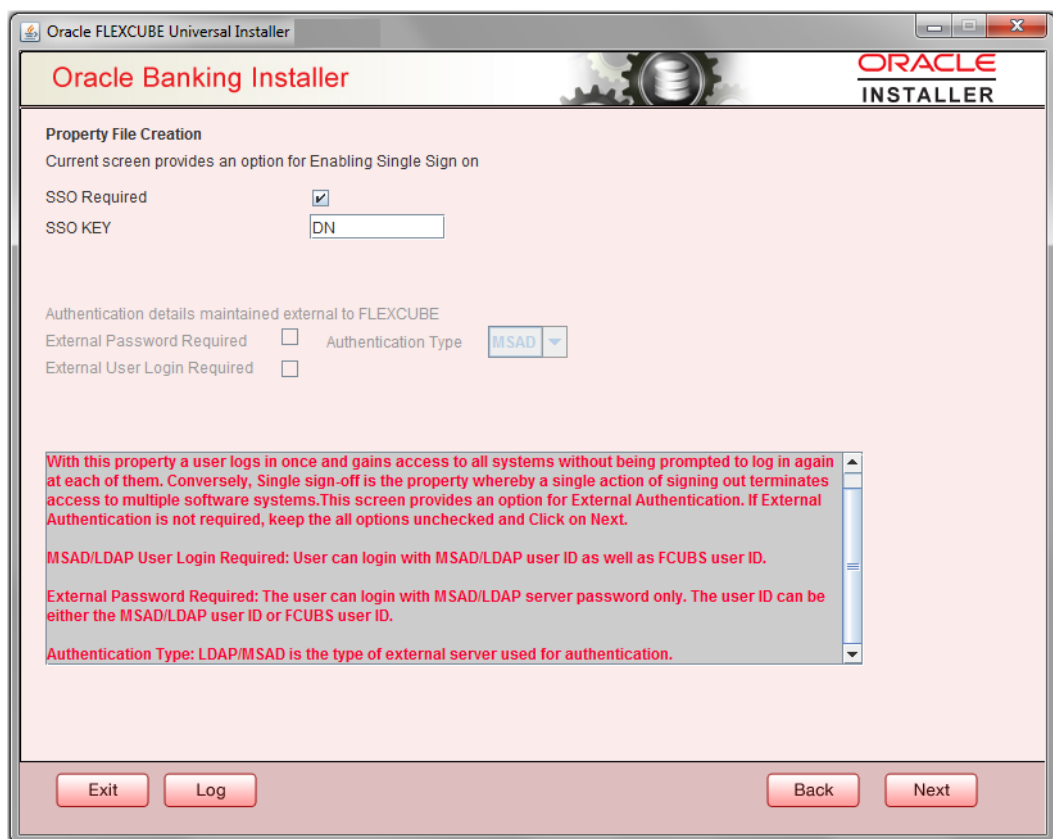 Oracle FLEXCUBE Universal Installer
Oracle Banking Installer
ORACLE
INSTALLER
Property File Creation
Current screen provides an option for Enabling Single Sign on
SSO Required
SSO KEY DN
Authentication details maintained external to FLEXCUBE
External Password Required Authentication Type MSAD
External User Login Required
With this property a user logs in once and gains access to all systems without being prompted to log in again
at each of them. Conversely, Single sign-off is the property whereby a single action of signing out terminates
access to multiple software systems.This screen provides an option for External Authentication. If External
Authentication is not required, keep the all options unchecked and Click on Next.
MSAD/LDAP User Login Required: User can login with MSAD/LDAP user ID as well as FCUBS user ID.
External Password Required: The user can login with MSAD/LDAP server password only. The user ID can be
either the MSAD/LDAP user ID or FCUBS user ID.
Authentication Type: LDAP/MSAD is the type of external server used for authentication.
Exit Log Back Next